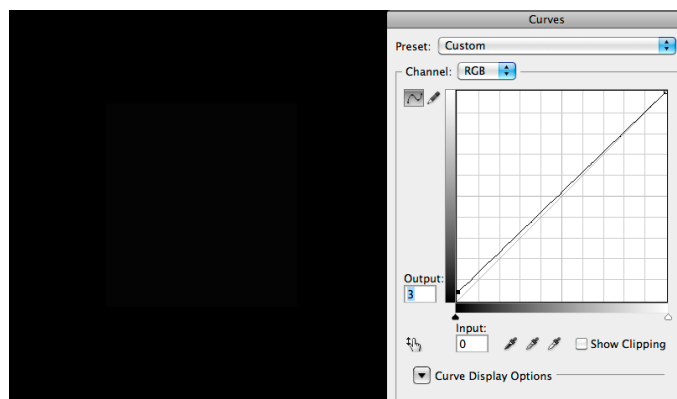 Curves
Preset: Custom
Channel: RGB
Output:
3
Input:
0
Show Clipping
Curve Display Options